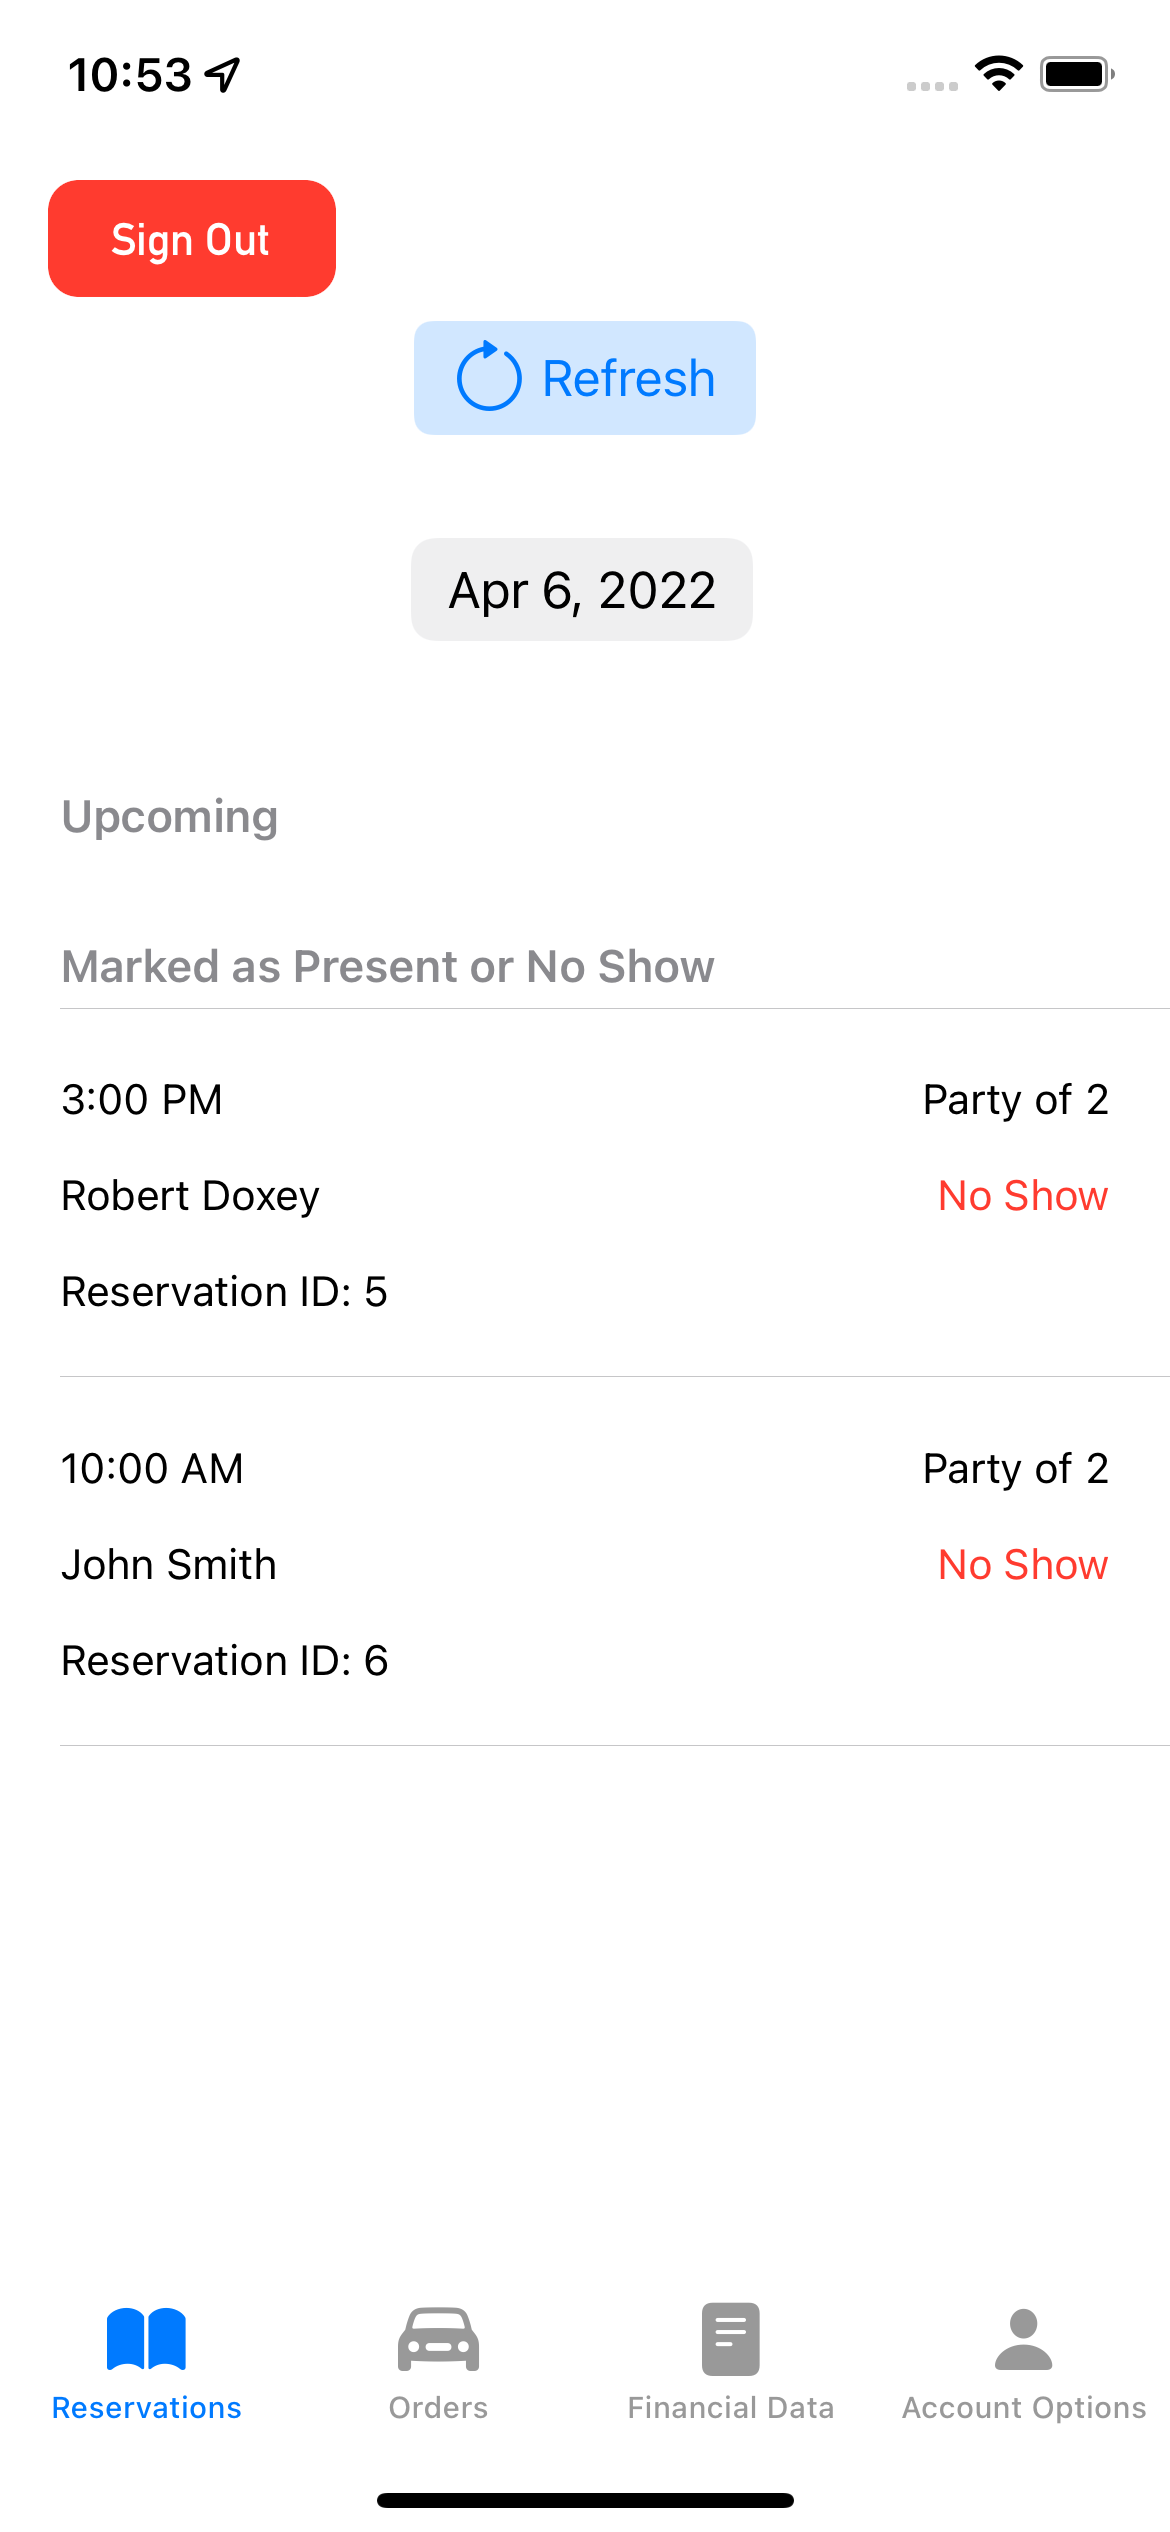 10:53
Sign Out
Refresh
Apr 6, 2022
Upcoming
Marked as Present or No Show
3:00 PM Party of 2
Robert Doxey No Show
Reservation ID: 5
10:00 AM Party of 2
John Smith No Show
Reservation ID: 6
Reservations Orders Financial Data Account Options